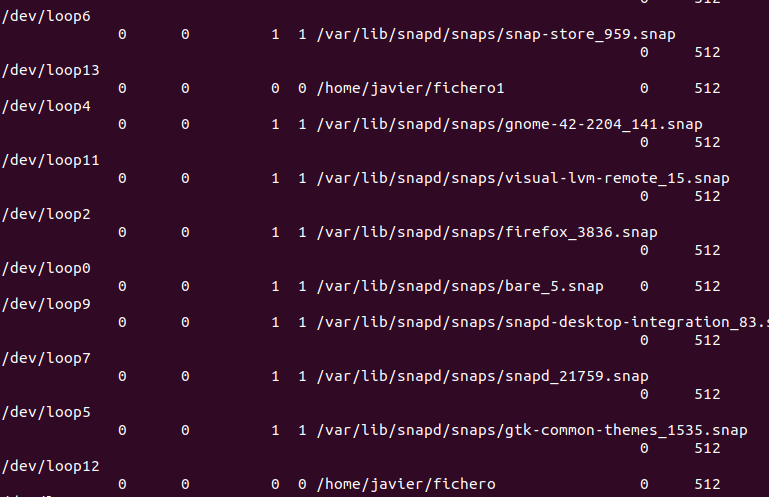 0 512
/dev/loop6
0 0 1 1 /var/lib/snapd/snaps/snap-store_959.snap
0 512
/dev/loop13
0 0 0 0 /home/javier/fichero1 0 512
/dev/loop4
0 0 1 1 /var/lib/snapd/snaps/gnome-42-2204_141.snap
0 512
/dev/loop11
0 0 1 1 /var/lib/snapd/snaps/visual-lvm-remote_15.snap
0 512
/dev/loop2
0 0 1 1 /var/lib/snapd/snaps/firefox_3836.snap
0 512
/dev/loop0
0 0 1 1 /var/lib/snapd/snaps/bare_5.snap 0 512
/dev/loop9
0 0 1 1 /var/lib/snapd/snaps/snapd-desktop-integration_83.s
0 512
/dev/loop7
0 0 1 1 /var/lib/snapd/snaps/snapd_21759.snap
0 512
/dev/loop5
0 0 1 1 /var/lib/snapd/snaps/gtk-common-themes_1535.snap
0 512
/dev/loop12
0 0 0 0 /home/javier/fichero 0 512